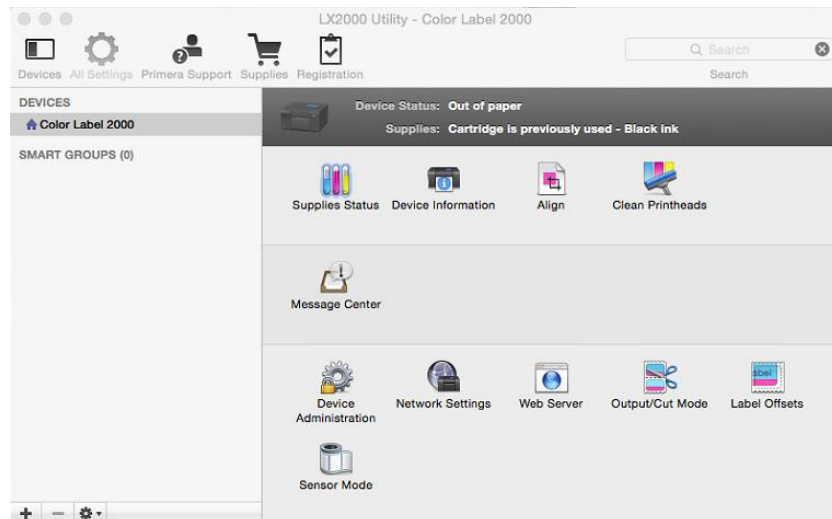 LX2000 Utility - Color Label 2000
Devices All Settings Primera Support Supplies Registration
Search
Search
DEVICES
Color Label 2000
SMART GROUPS (0)
Device Status: Out of paper
Supplies: Cartridge is previously used - Black ink
Supplies Status Device Information Align Clean Printheads
Message Center
Device Administration Network Settings Web Server Output/Cut Mode Label Offsets
Sensor Mode